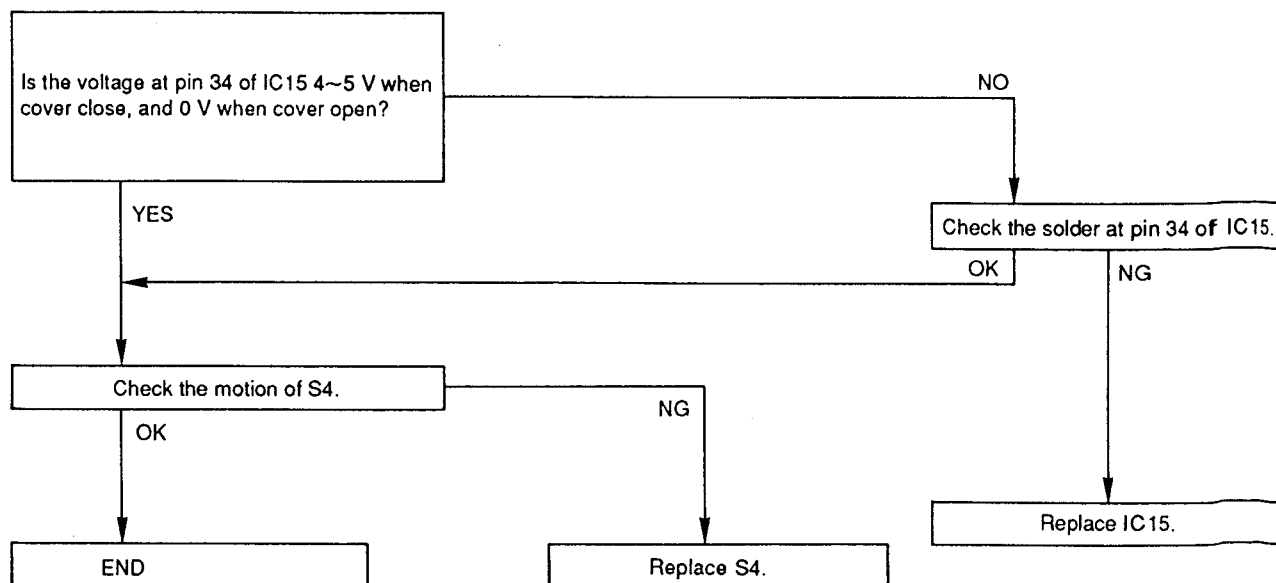 Is the voltage at pin 34 of IC15 4~5 V when
cover close, and 0 V when cover open?
NO
YES
Check the solder at pin 34 of IC15.
OK
NG
Check the motion of S4.
NG
OK
Replace IC15.
END
Replace S4.